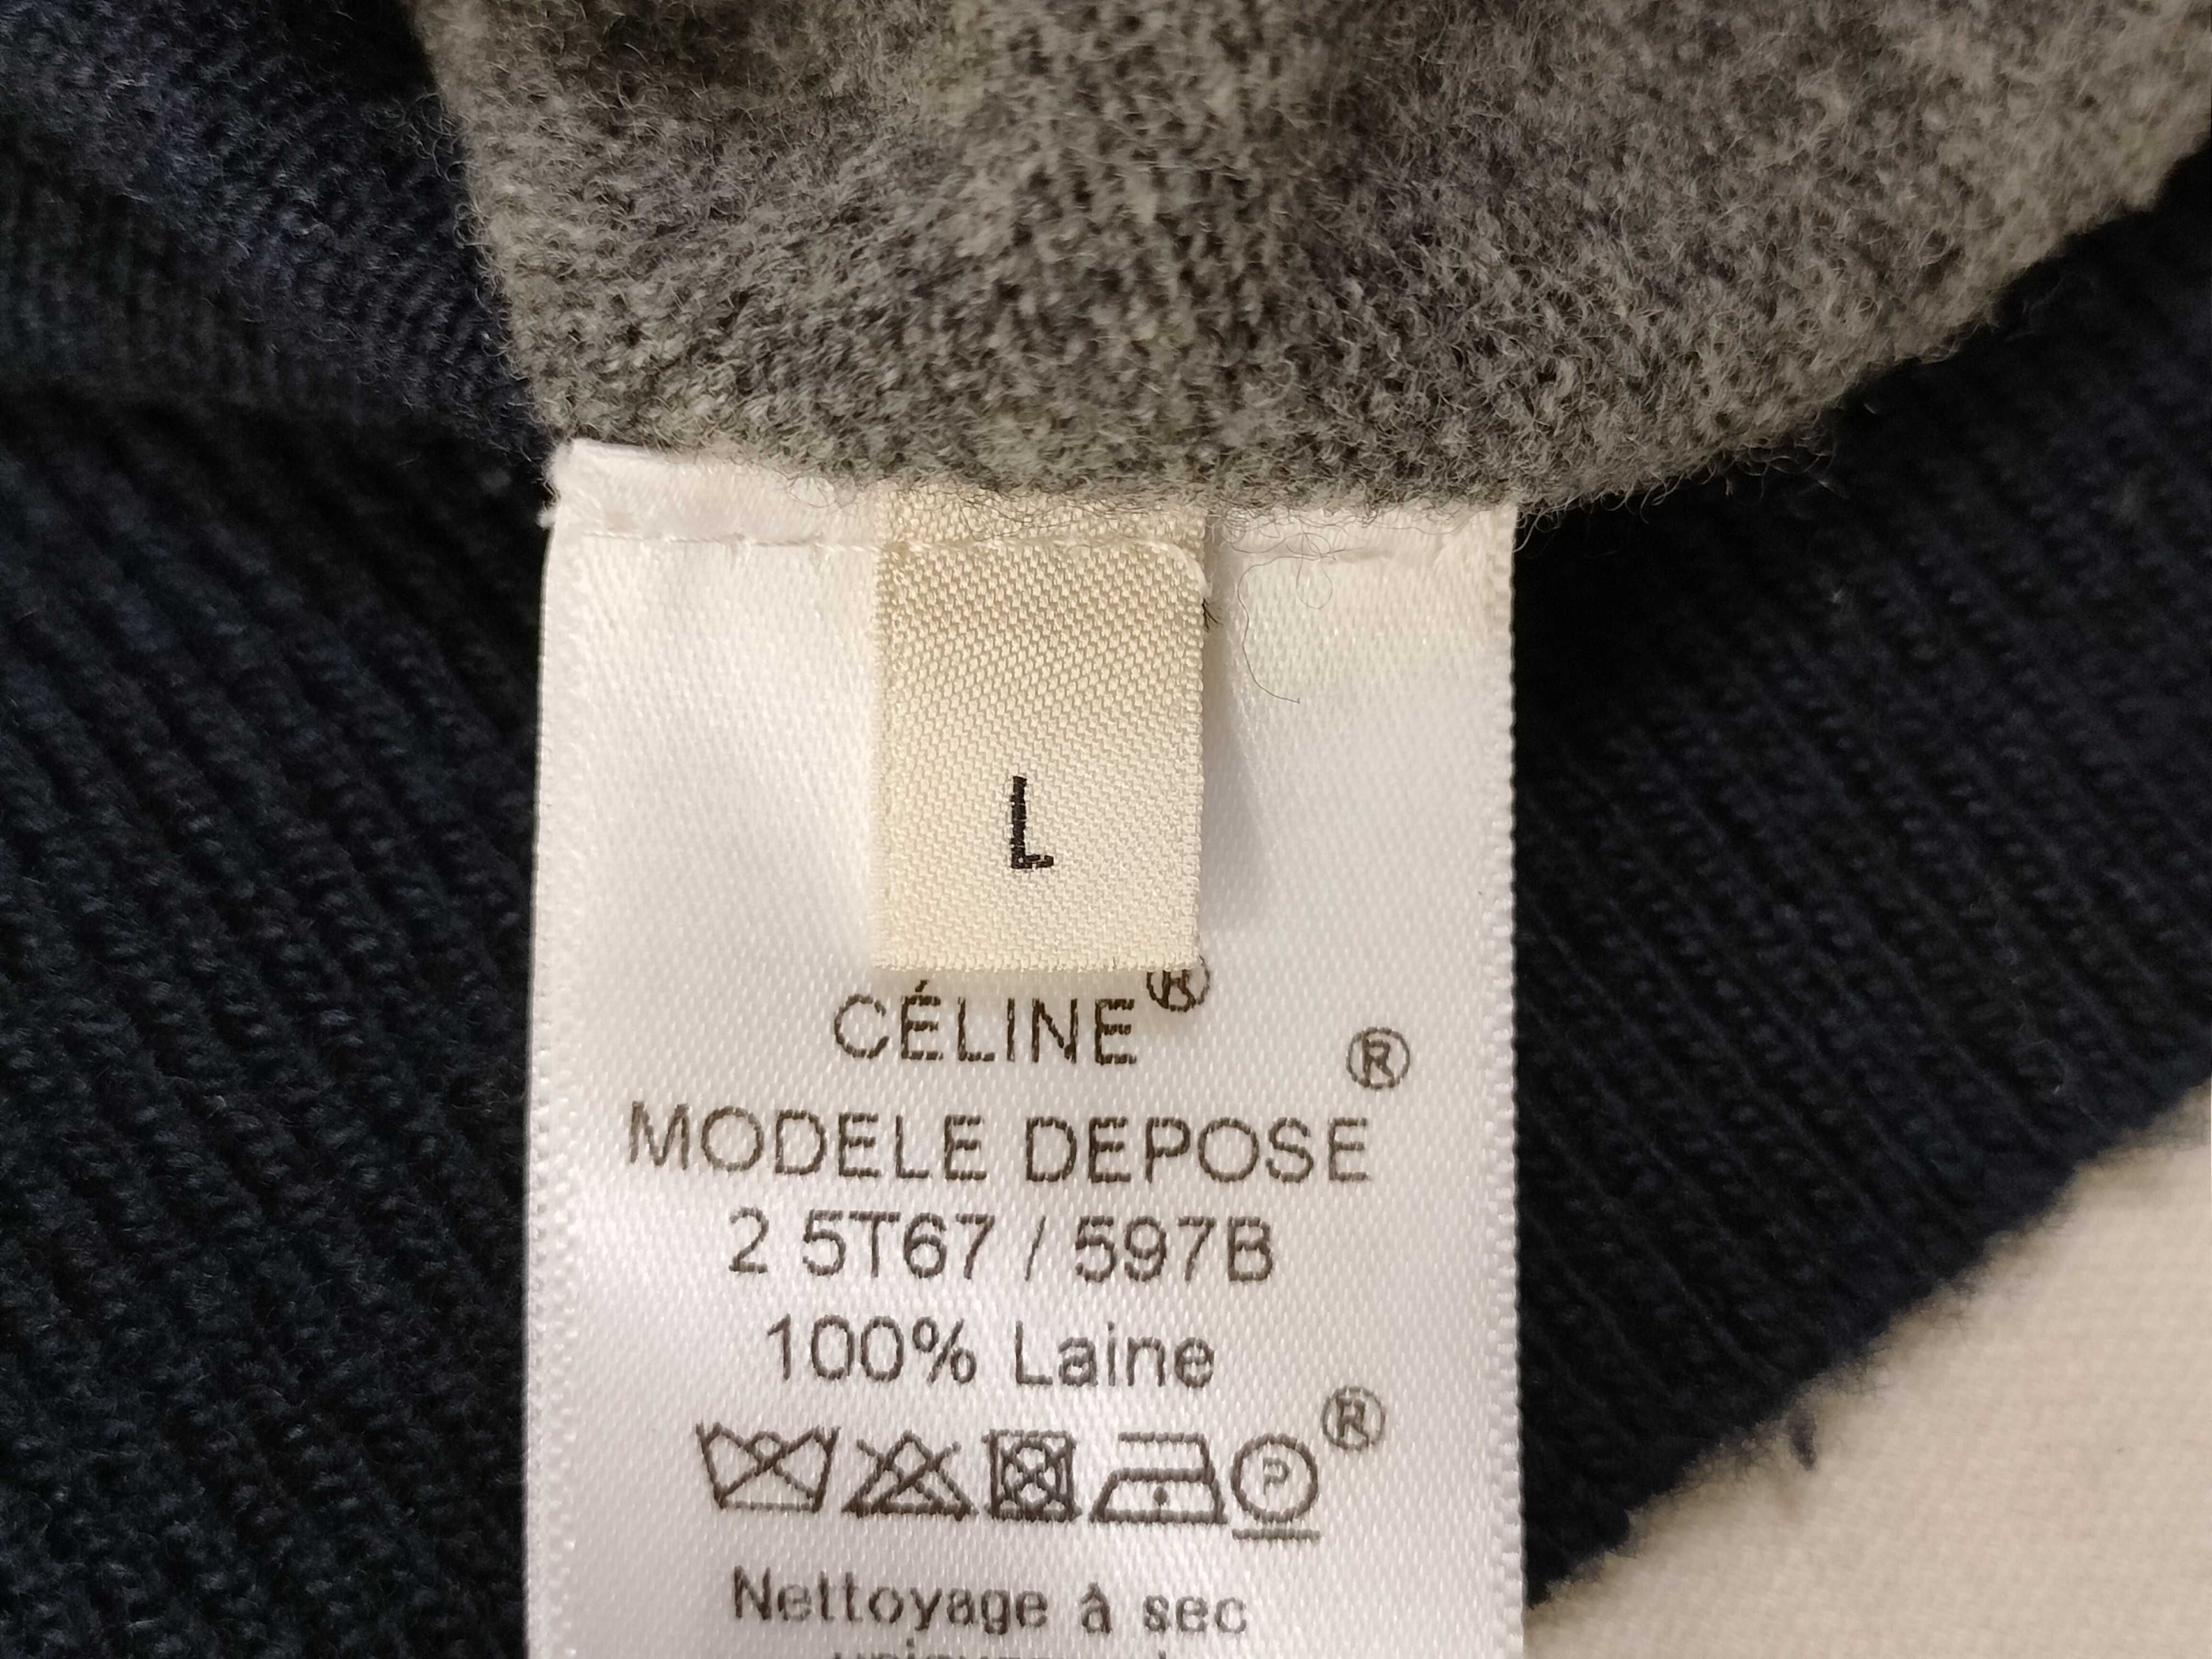 L
CÉLINE®
®
MODELE DEPOSE
2 5T67 / 597B
100% Laine
®
P
Nettoyage à sec